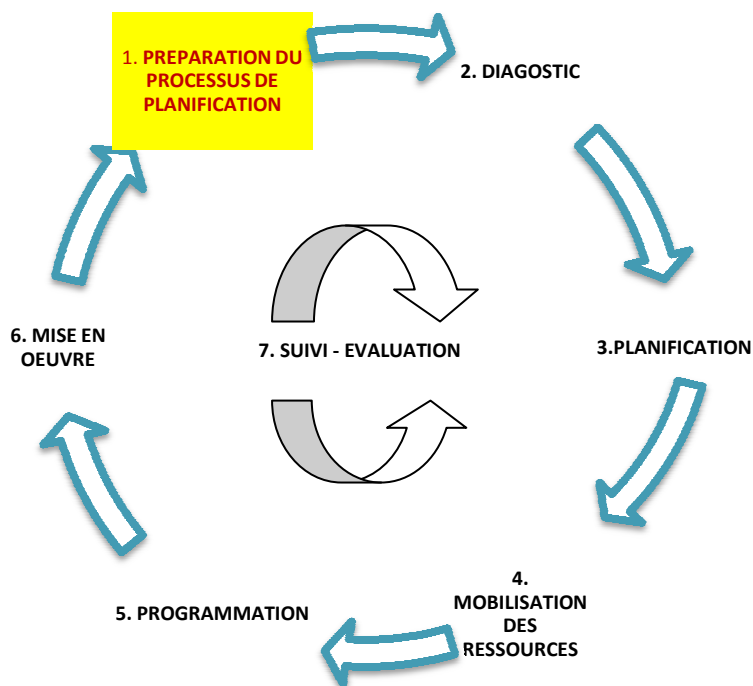 1. PREPARATION DU
PROCESSUS DE
PLANIFICATION
2. DIAGOSTIC
3.PLANIFICATION
4.
MOBILISATION
DES
RESSOURCES
5. PROGRAMMATION
6. MISE EN
OEUVRE
7. SUIVI - EVALUATION